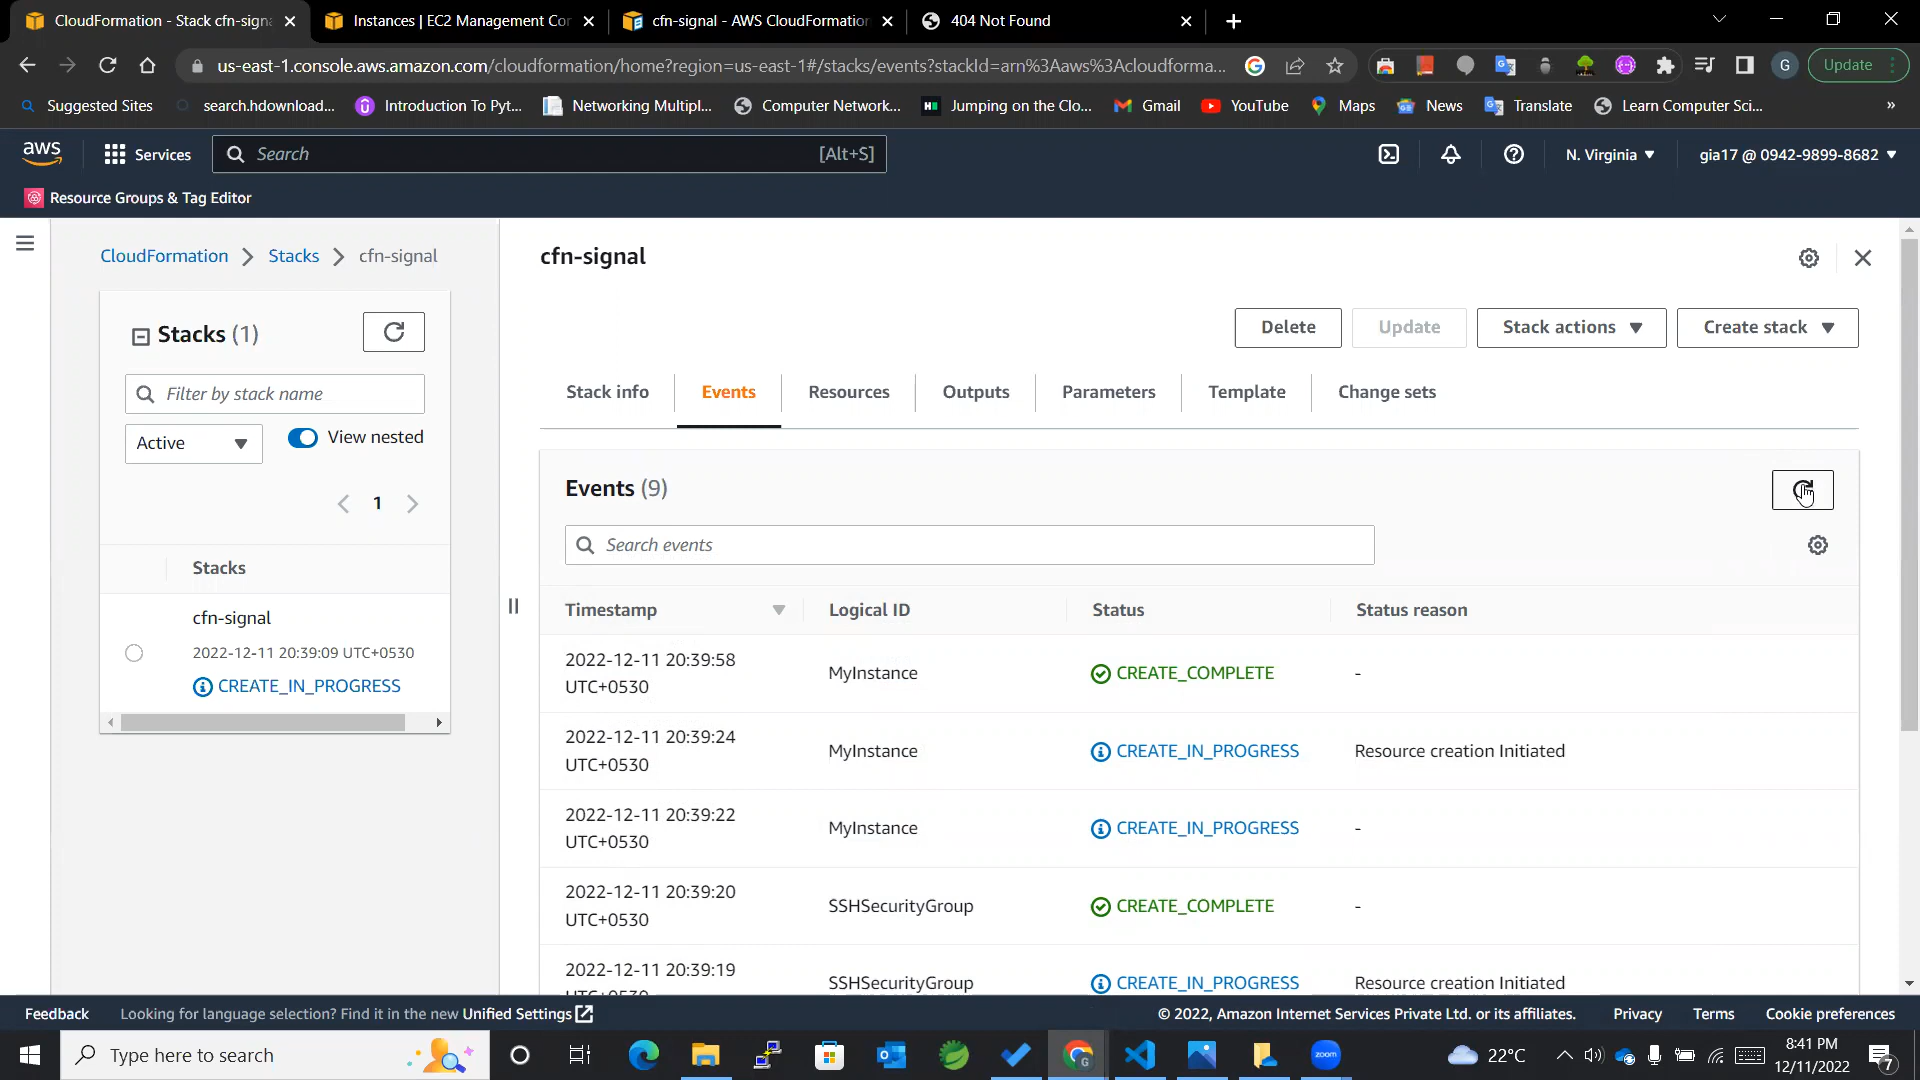 CloudFormation - Stack cfn-signa
Instances | EC2 Management Con
cfn-signal - AWS CloudFormation
404 Not Found
us-east-1.console.aws.amazon.com/cloudformation/home?region=us-east-1#/stacks/events?stackId=arn%3Aaws%3Acloudforma...
G
Update
Suggested Sites
search.hdownload...
Introduction To Pyt...
Networking Multipl...
Computer Network...
Jumping on the Clo...
Gmail
YouTube
Maps
News
Translate
Learn Computer Sci...
»
aws
Services
Search
[Alt+S]
N. Virginia
gia17 @ 0942-9899-8682
Resource Groups & Tag Editor
CloudFormation
Stacks
cfn-signal
Stacks (1)
Filter by stack name
Active
View nested
1
Stacks
cfn-signal
2022-12-11 20:39:09 UTC+0530
CREATE_IN_PROGRESS
cfn-signal
Delete
Update
Stack actions
Create stack
Stack info
Events
Resources
Outputs
Parameters
Template
Change sets
Events (9)
Search events
Timestamp
Logical ID
Status
Status reason
2022-12-11 20:39:58
UTC+0530
MyInstance
CREATE_COMPLETE
-
2022-12-11 20:39:24
UTC+0530
MyInstance
CREATE_IN_PROGRESS
Resource creation Initiated
2022-12-11 20:39:22
UTC+0530
MyInstance
CREATE_IN_PROGRESS
-
2022-12-11 20:39:20
UTC+0530
SSHSecurityGroup
CREATE_COMPLETE
-
2022-12-11 20:39:19
UTC+0530
SSHSecurityGroup
CREATE_IN_PROGRESS
Resource creation Initiated
Feedback
Looking for language selection? Find it in the new Unified Settings
© 2022, Amazon Internet Services Private Ltd. or its affiliates.
Privacy
Terms
Cookie preferences
Type here to search
zoom
22°C
8:41 PM
12/11/2022
7